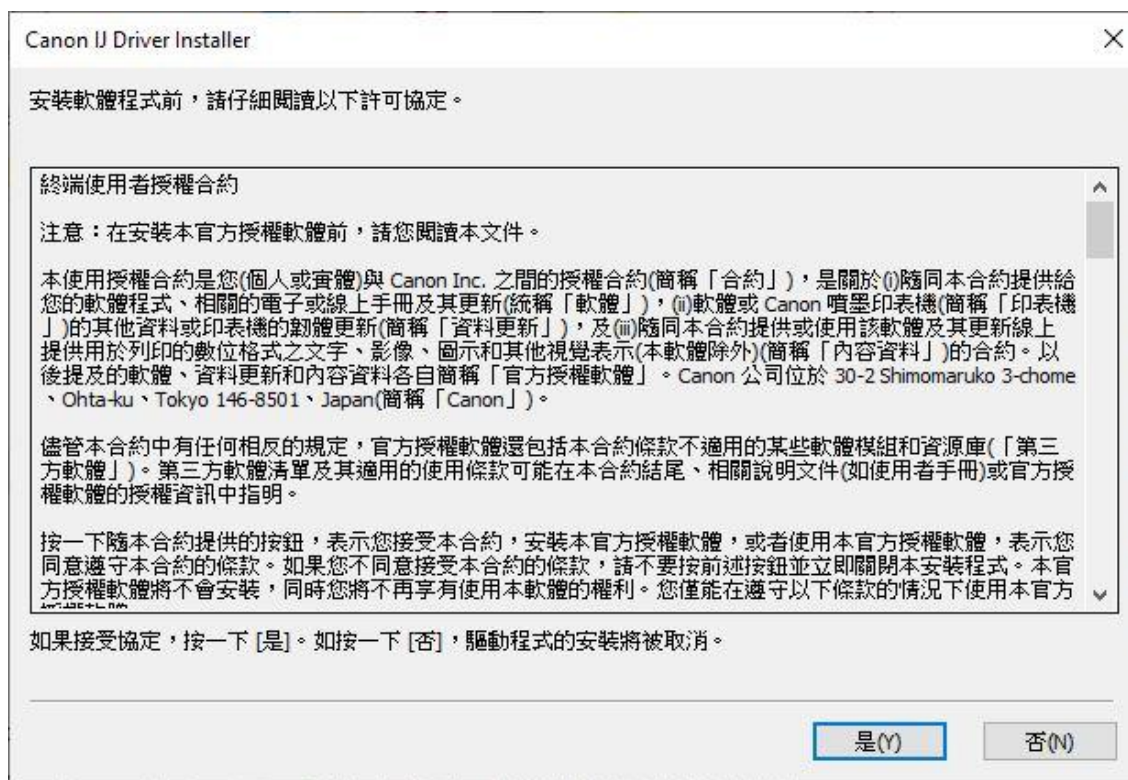 Canon IJ Driver Installer
安裝軟體程式前，請仔細閱讀以下許可協定。
終端使用者授權合約
注意：在安裝本官方授權軟體前，請您閱讀本文件。
本使用授權合約是您(個人或實體)與 Canon Inc. 之間的授權合約(簡稱「合約」)，是關於(i)隨同本合約提供給
您的軟體程式、相關的電子或線上手冊及其更新(統稱「軟體」)，(ii)軟體或 Canon 噴墨印表機(簡稱「印表機
」)的其他資料或印表機的韌體更新(簡稱「資料更新」)，及(iii)隨同本合約提供或使用該軟體及其更新線上
提供用於列印的數位格式之文字、影像、圖示和其他視覺表示(本軟體除外)(簡稱「內容資料」)的合約。以
後提及的軟體、資料更新和內容資料各自簡稱「官方授權軟體」。Canon 公司位於 30-2 Shimomaruko 3-chome
、Ohta-ku、Tokyo 146-8501、Japan(簡稱「Canon」)。
儘管本合約中有任何相反的規定，官方授權軟體還包括本合約條款不適用的某些軟體模組和資源庫(「第三
方軟體」)。第三方軟體清單及其適用的使用條款可能在本合約結尾、相關說明文件(如使用者手冊)或官方授
權軟體的授權資訊中指明。
按一下隨本合約提供的按鈕，表示您接受本合約，安裝本官方授權軟體，或者使用本官方授權軟體，表示您
同意遵守本合約的條款。如果您不同意接受本合約的條款，請不要按前述按鈕並立即關閉本安裝程式。本官
方授權軟體將不會安裝，同時您將不再享有使用本軟體的權利。您僅能在遵守以下條款的情況下使用本官方
如果接受協定，按一下 [是]。如按一下 [否]，驅動程式的安裝將被取消。
是(Y)
否(N)